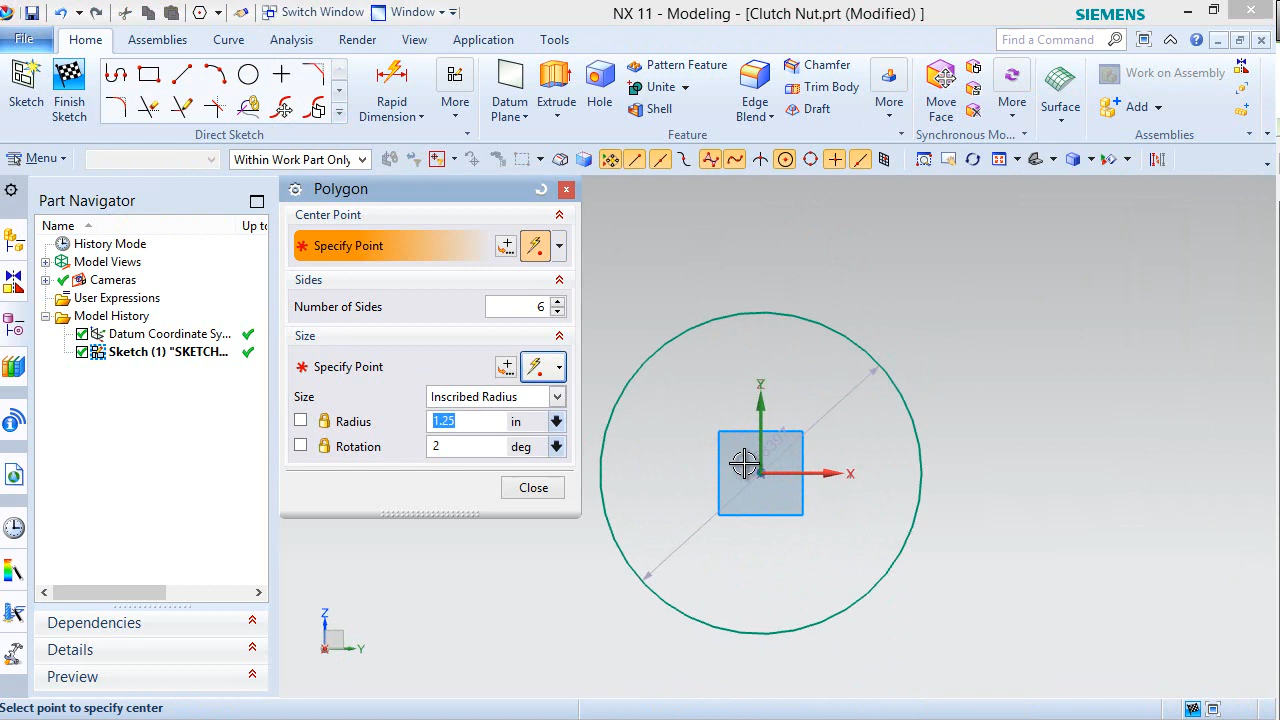 Switch Window
Window
NX 11 - Modeling - [Clutch Nut.prt (Modified) ]
SIEMENS
File
Home
Assemblies
Curve
Analysis
Render
View
Application
Tools
Find a Command
Sketch
Finish
Sketch
Rapid
Dimension
More
Datum
Plane
Extrude
Hole
Pattern Feature
Unite
Shell
Edge
Blend
Chamfer
Trim Body
Draft
More
Move
Face
More
Surface
Work on Assembly
Add
Direct Sketch
Feature
Synchronous Mo...
Assemblies
Menu
Within Work Part Only
Part Navigator
Name
Up to
History Mode
Model Views
Cameras
User Expressions
Model History
Datum Coordinate Sy...
Sketch (1) "SKETCH...
Dependencies
Details
Preview
Polygon
Center Point
* Specify Point
Sides
Number of Sides
6
Size
* Specify Point
Size
Inscribed Radius
Radius
1.25
in
Rotation
2
deg
Close
Z
X
Z
Y
X
Select point to specify center